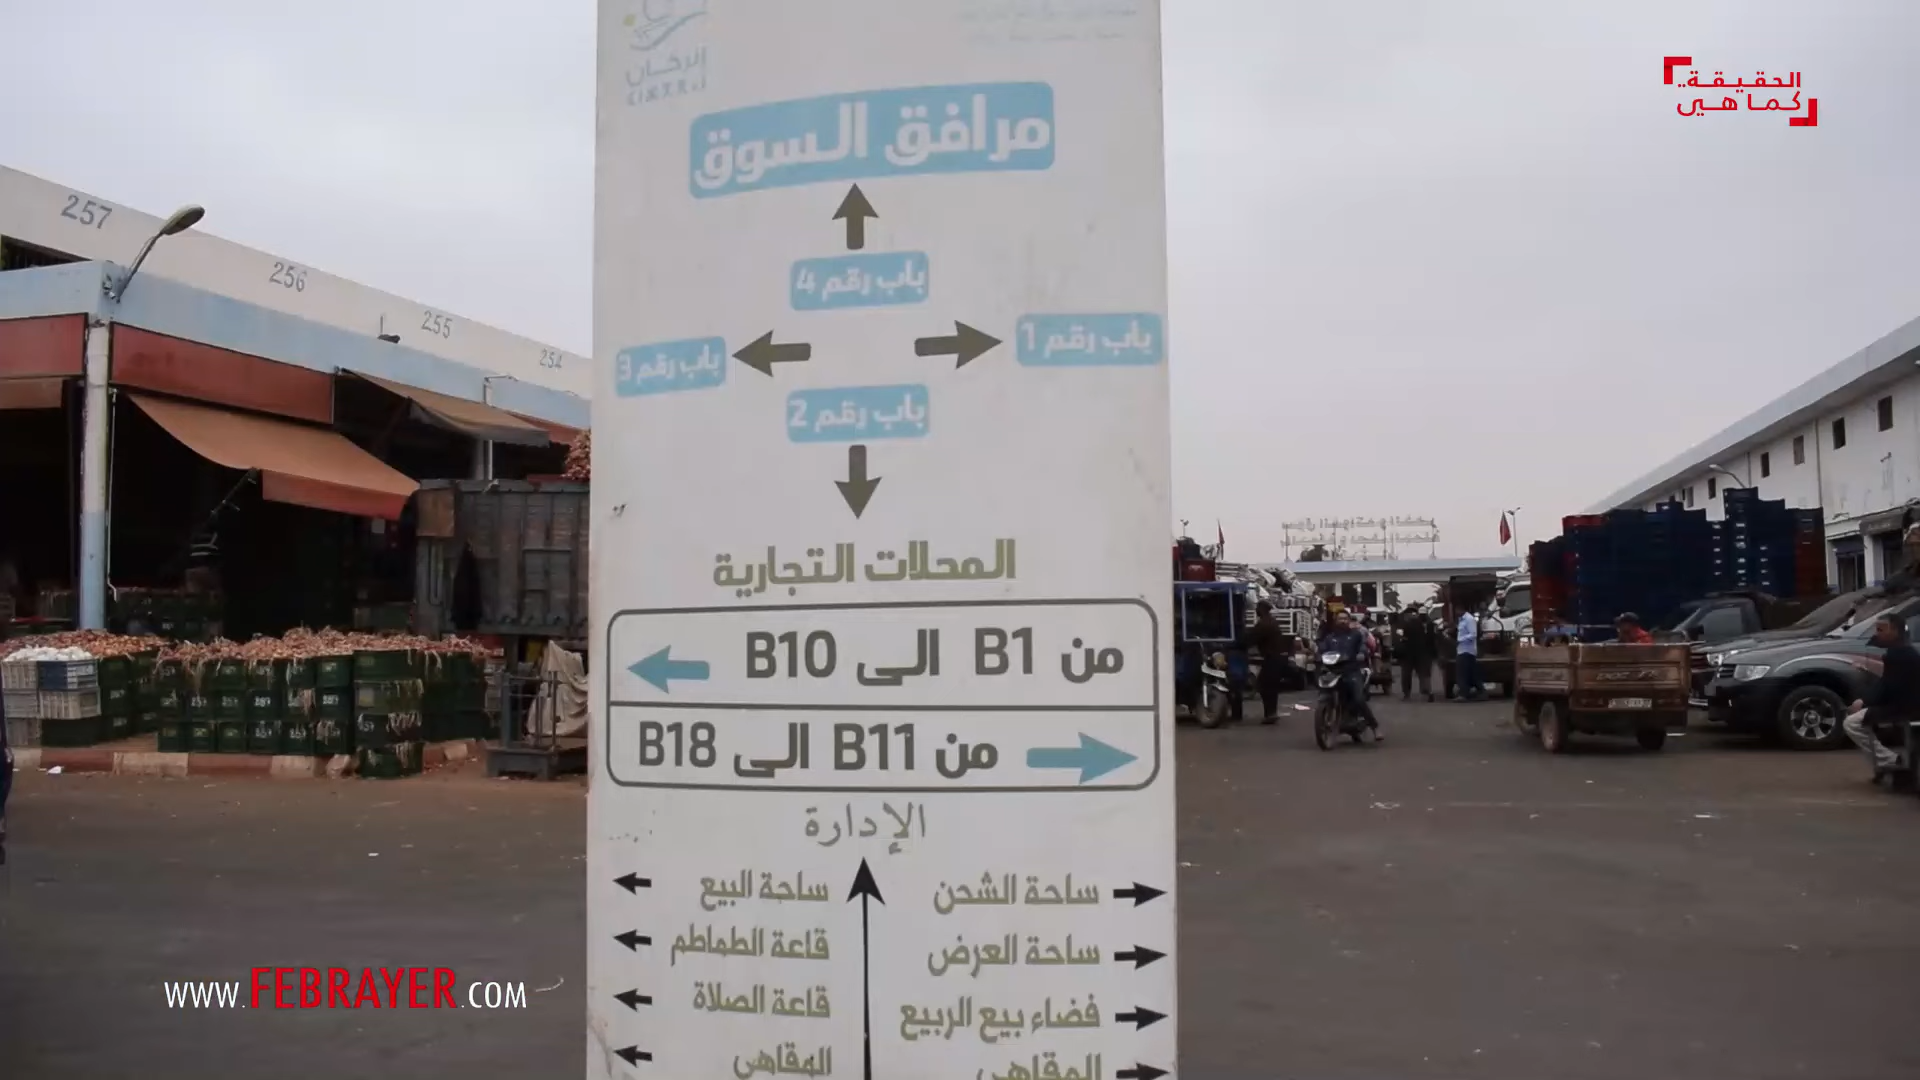 الحقيقة..
كما هي
257
256
255
254
أركان
مرافق السوق
باب رقم 4
باب رقم 3
باب رقم 1
باب رقم 2
المحلات التجارية
من B1 الى B10
من B11 الى B18
الإدارة
ساحة الشحن
ساحة البيع
ساحة العرض
قاعة الطماطم
فضاء بيع الربيع
قاعة الصلاة
المقاهي
المقاهي
WWW.FEBRAYER.COM